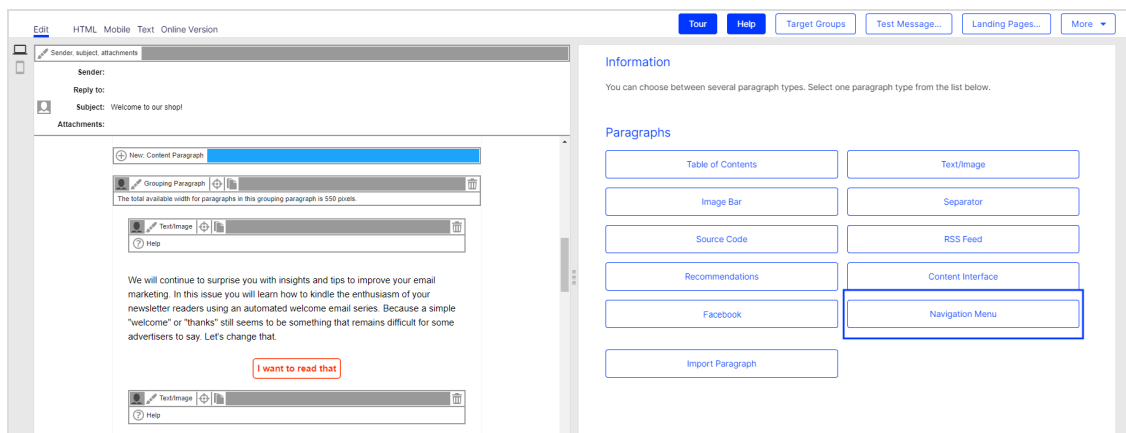 Edit HTML Mobile Text Online Version
Tour Help Target Groups Test Message... Landing Pages... More
Sender, subject, attachments
Sender:
Reply to:
Subject: Welcome to our shop!
Attachments:
New: Content Paragraph
Grouping Paragraph
The total available width for paragraphs in this grouping paragraph is 550 pixels.
Text/Image
Help
We will continue to surprise you with insights and tips to improve your email
marketing. In this issue you will learn how to kindle the enthusiasm of your
newsletter readers using an automated welcome email series. Because a simple
"welcome" or "thanks" still seems to be something that remains difficult for some
advertisers to say. Let's change that.
I want to read that
Text/Image
Help
Information
You can choose between several paragraph types. Select one paragraph type from the list below.
Paragraphs
Table of Contents Text/Image
Image Bar Separator
Source Code RSS Feed
Recommendations Content Interface
Facebook Navigation Menu
Import Paragraph